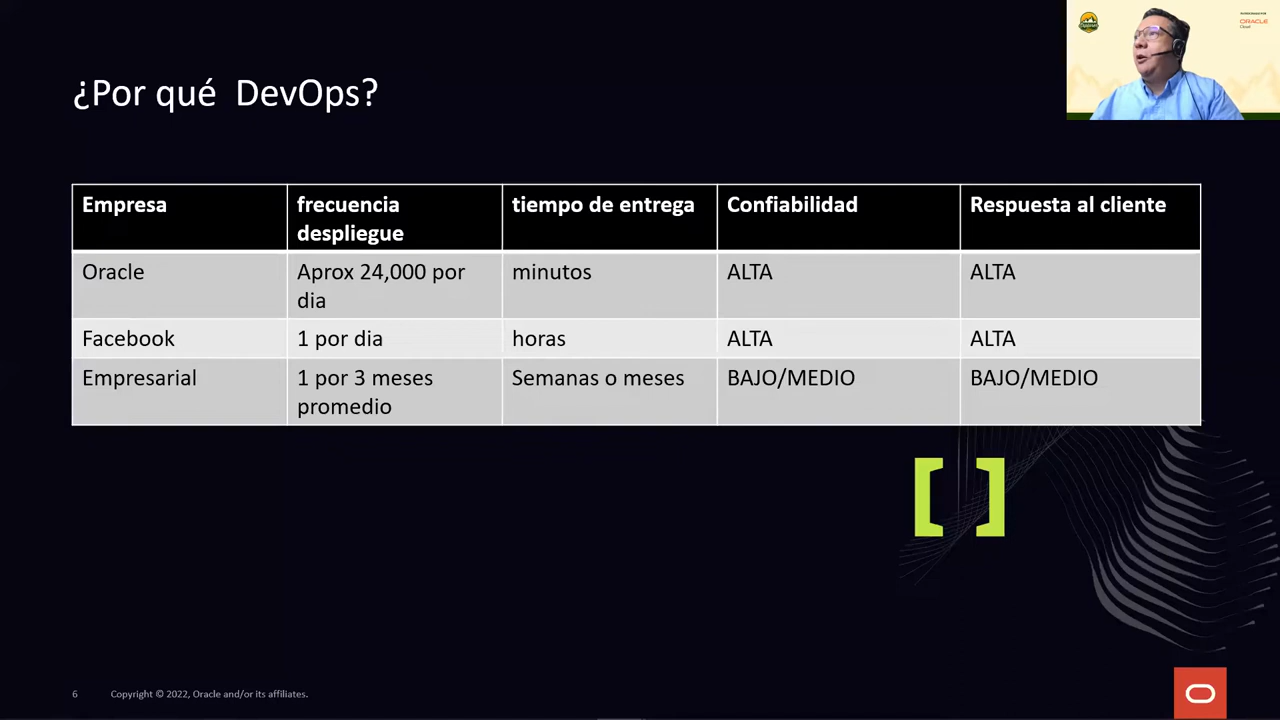 ¿Por qué DevOps?
Empresa
frecuencia
despliegue
tiempo de entrega
Confiabilidad
Respuesta al cliente
Oracle
Aprox 24,000 por
dia
minutos
ALTA
ALTA
Facebook
1 por dia
horas
ALTA
ALTA
Empresarial
1 por 3 meses
promedio
Semanas o meses
BAJO/MEDIO
BAJO/MEDIO
[ ]
6
Copyright © 2022, Oracle and/or its affiliates.
ORACLE
Cloud